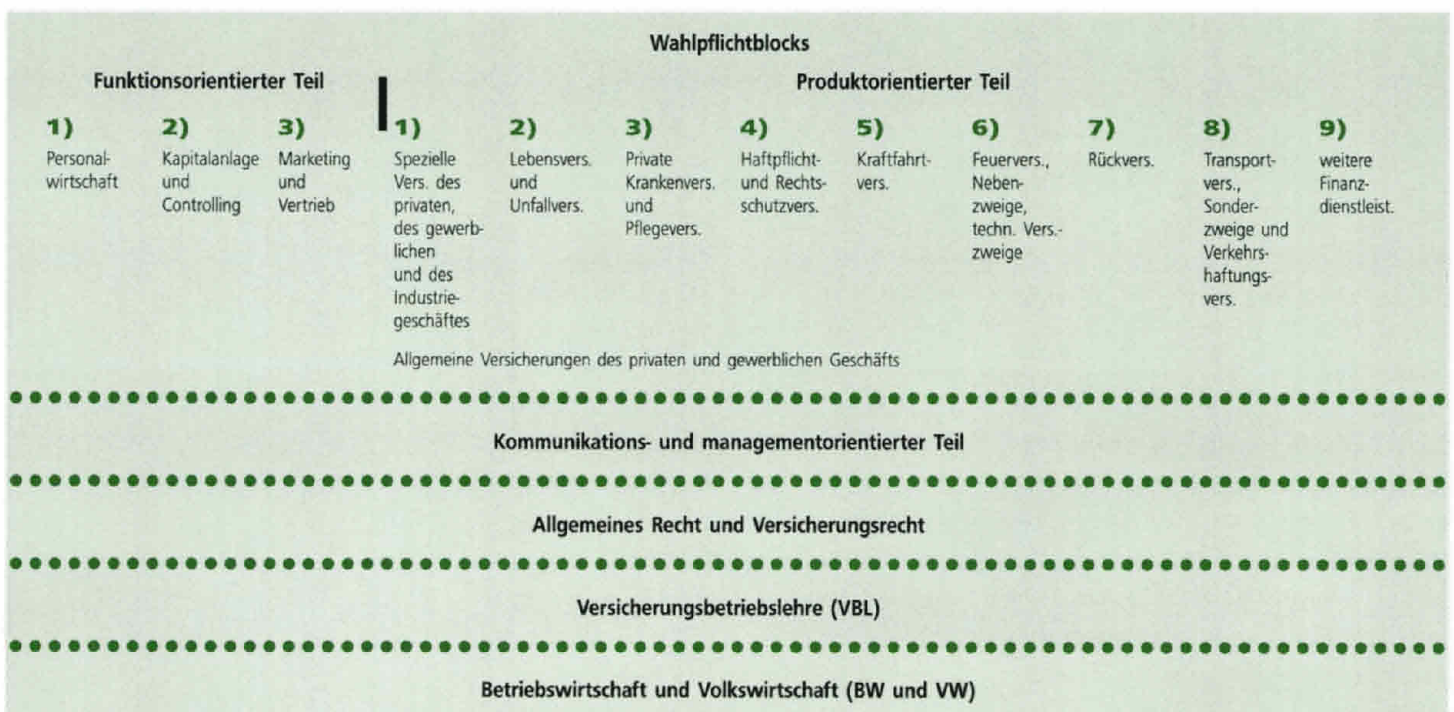 Wahlpflichtblocks
Funktionsorientierter Teil
1)
Personal-
wirtschaft
2)
Kapitalanlage
und
Controlling
3)
Marketing
und
Vertrieb
Produktorientierter Teil
1)
Spezielle
Vers. des
privaten,
des gewerb-
lichen
und des
Industrie-
geschäftes
2)
Lebensvers.
und
Unfallvers.
3)
Private
Krankenvers.
und
Pflegevers.
4)
Haftpflicht-
und Rechts-
schutzvers.
5)
Kraftfahrt-
vers.
6)
Feuervers.,
Neben-
zweige,
techn. Vers.-
zweige
7)
Rückvers.
8)
Transport-
vers.,
Sonder-
zweige und
Verkehrs-
haftungs-
vers.
9)
weitere
Finanz-
dienstleist.
Allgemeine Versicherungen des privaten und gewerblichen Geschäfts
Kommunikations- und managementorientierter Teil
Allgemeines Recht und Versicherungsrecht
Versicherungsbetriebslehre (VBL)
Betriebswirtschaft und Volkswirtschaft (BW und VW)